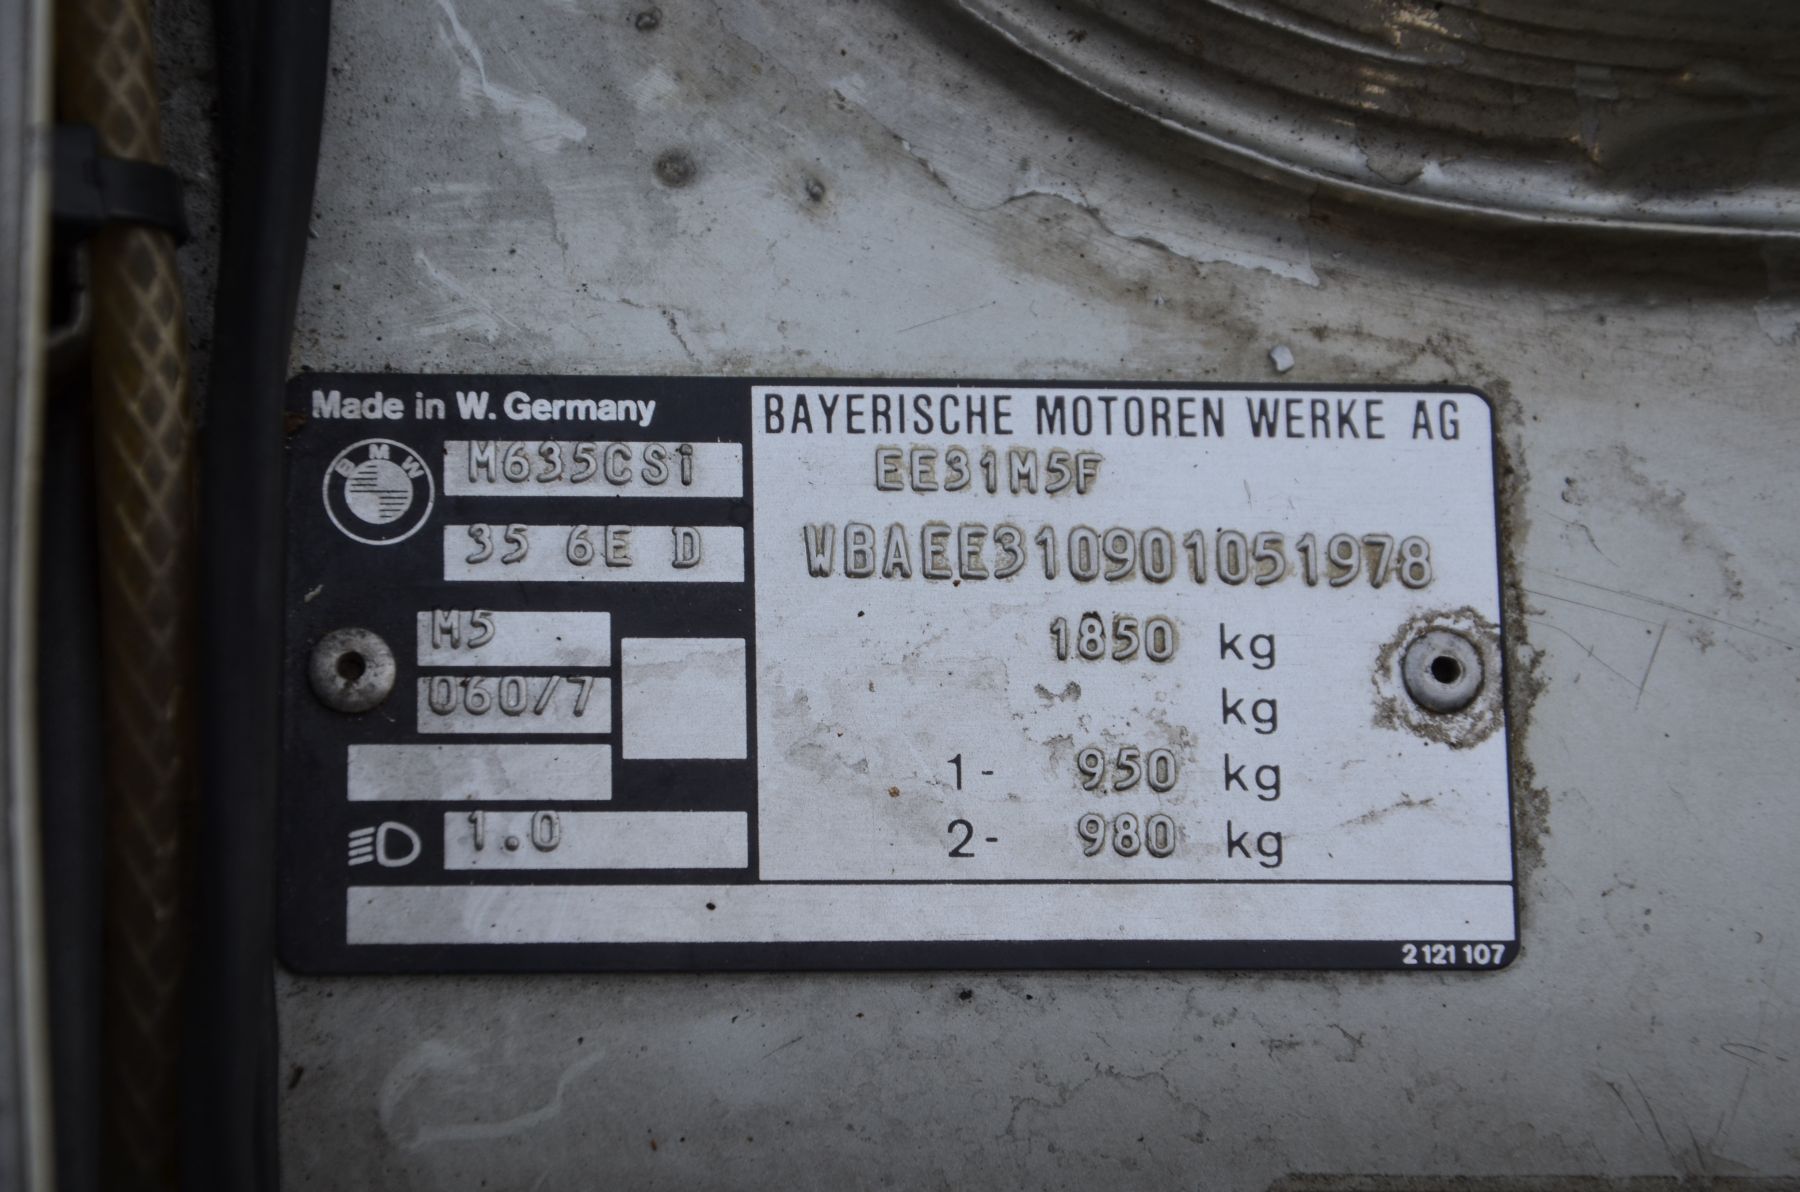 Made in W. Germany
BMW
M635CSi
35 6E D
M5
060/7
1.0
BAYERISCHE MOTOREN WERKE AG
EE31M5F
WBAEE310901051978
1850 kg
kg
1- 950 kg
2- 980 kg
2 121 107